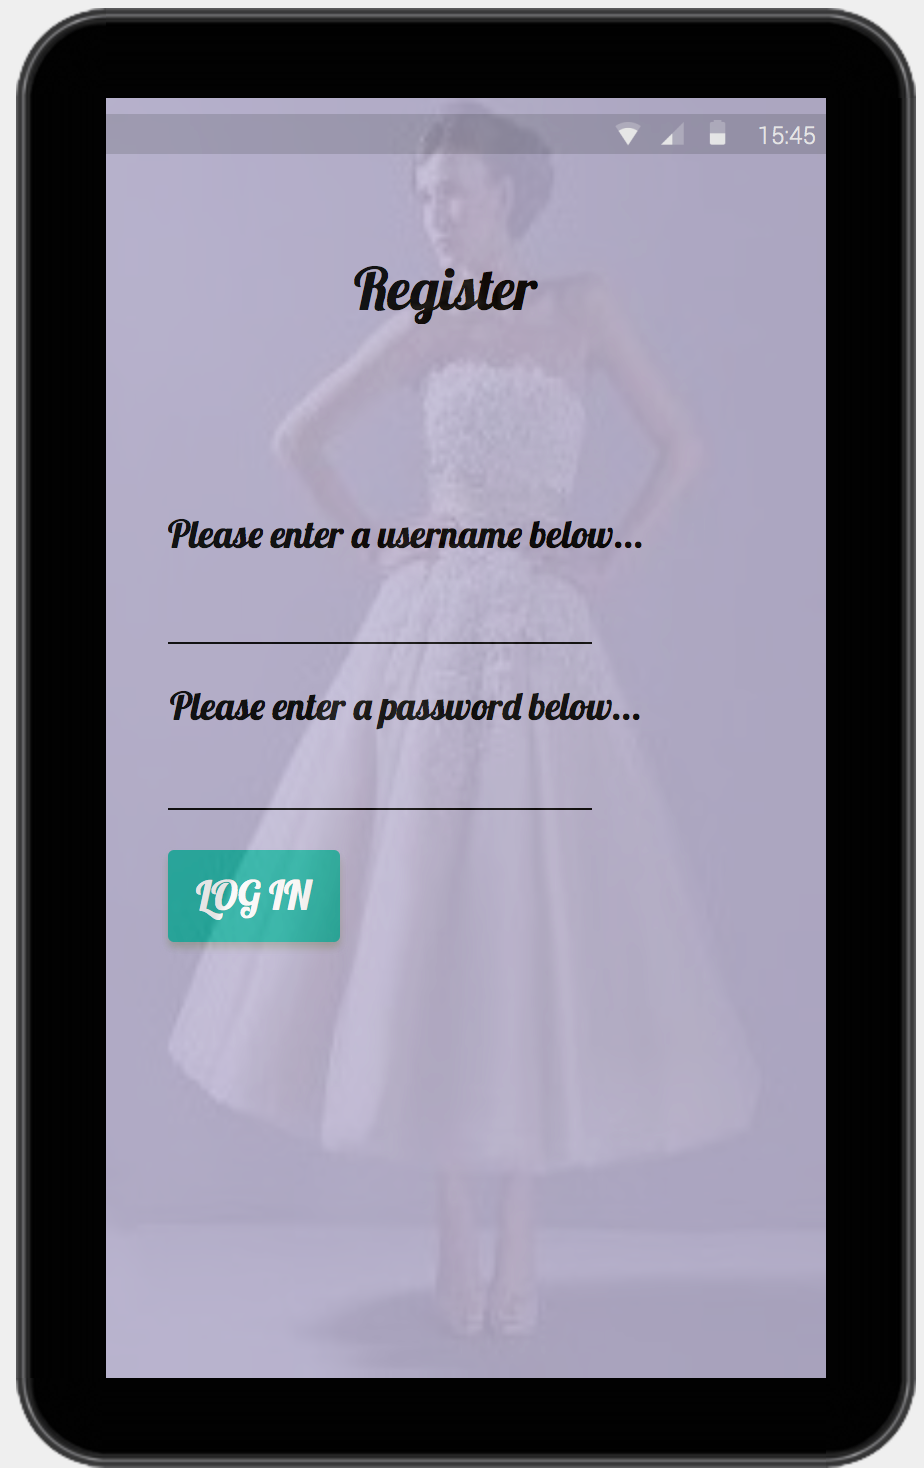 15:45
Register
Please enter a username below...
Please enter a password below...
LOG IN